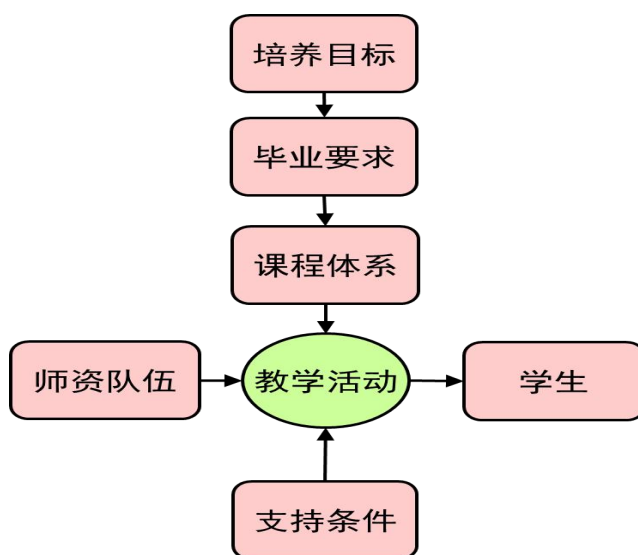 培养目标
毕业要求
课程体系
师资队伍
教学活动
学生
支持条件